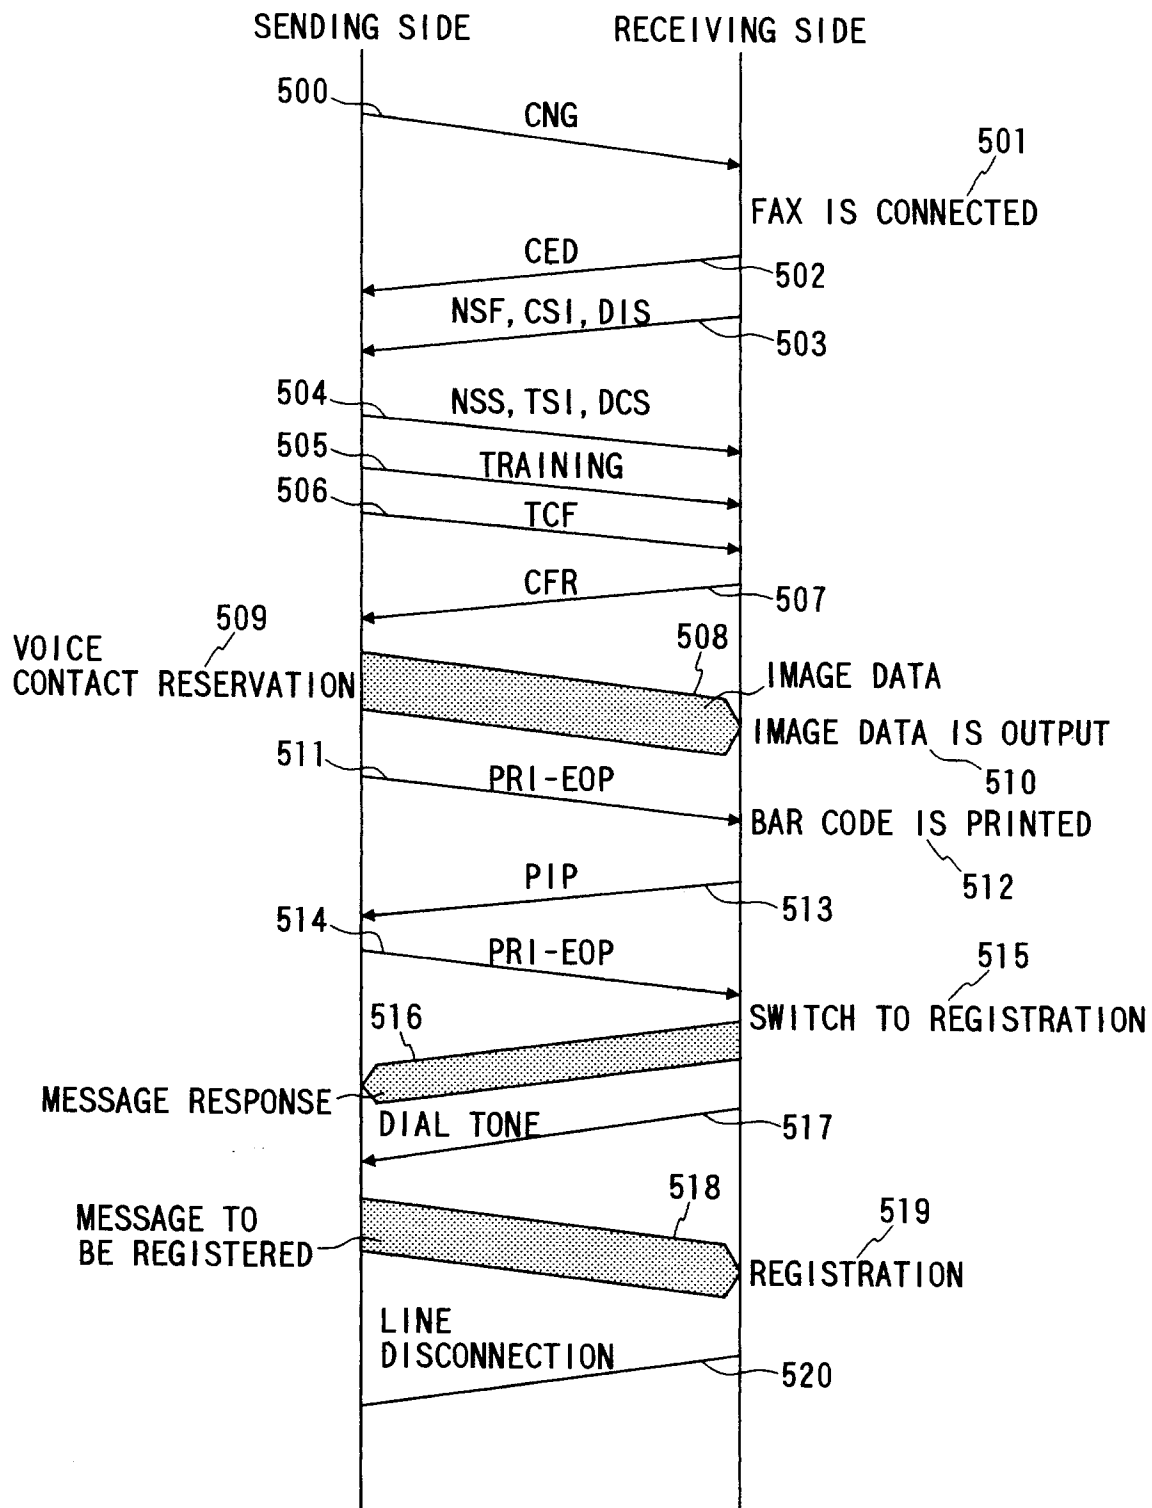 SENDING SIDE
RECEIVING SIDE
500
CNG
501
FAX IS CONNECTED
CED
502
NSF, CSI, DIS
503
504
NSS, TSI, DCS
505
TRAINING
506
TCF
CFR
507
509
VOICE
CONTACT RESERVATION
508
IMAGE DATA
IMAGE DATA IS OUTPUT
510
511
PRI-EOP
BAR CODE IS PRINTED
512
PIP
513
514
PRI-EOP
515
SWITCH TO REGISTRATION
516
MESSAGE RESPONSE
DIAL TONE
517
518
519
MESSAGE TO
BE REGISTERED
REGISTRATION
LINE
DISCONNECTION
520